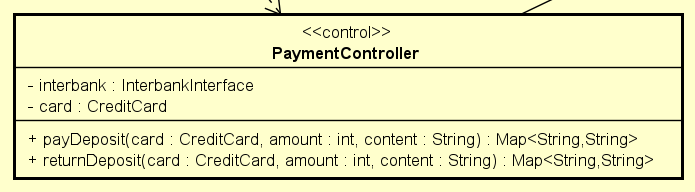 <<control>>
PaymentController
- interbank : InterbankInterface
- card : CreditCard
+ payDeposit(card : CreditCard, amount : int, content : String) : Map<String,String>
+ returnDeposit(card : CreditCard, amount : int, content : String) : Map<String,String>